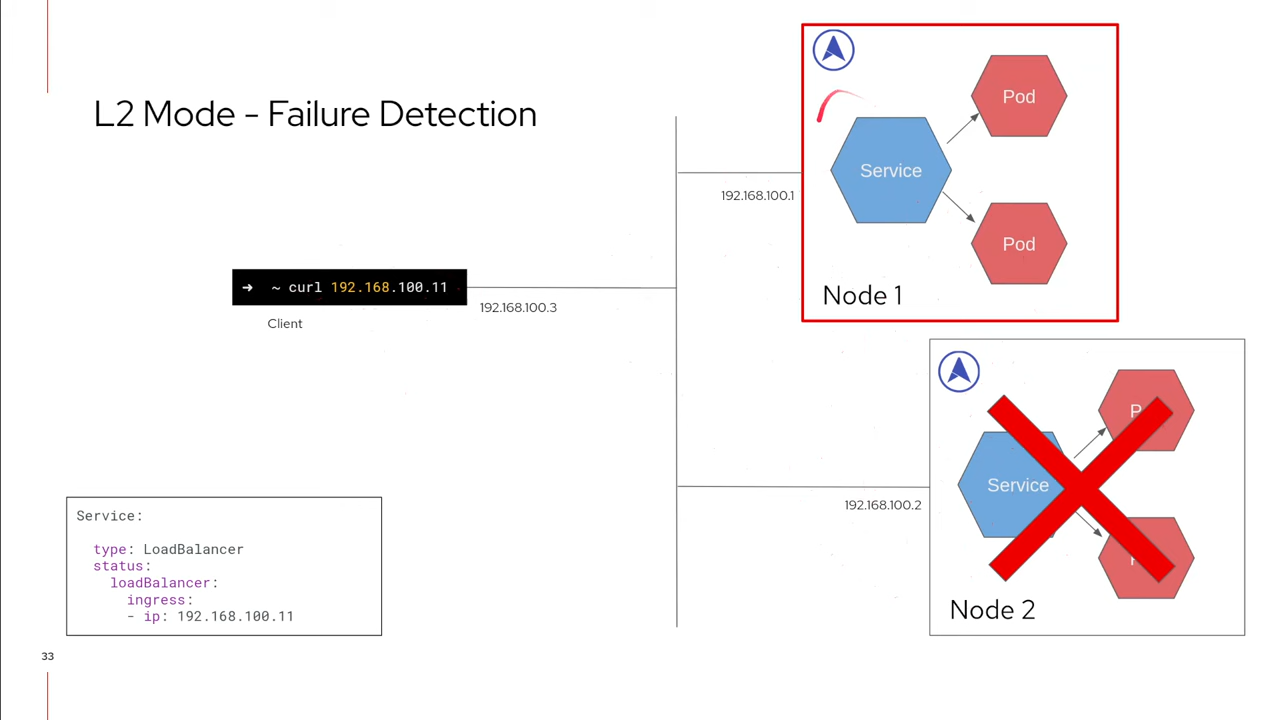 L2 Mode - Failure Detection
➜ ~ curl 192.168.100.11
Client
192.168.100.3
192.168.100.1
Service
Pod
Pod
Node 1
192.168.100.2
Service
Node 2
Service:
type: LoadBalancer
status:
loadBalancer:
ingress:
- ip: 192.168.100.11
33